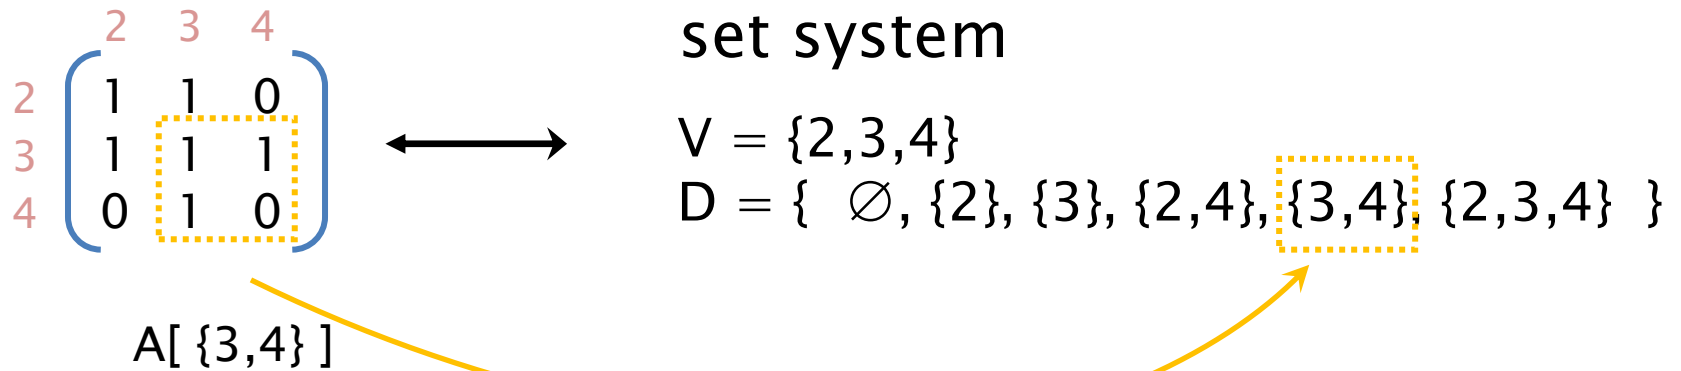 2 3 4
2 1 1 0
3 1 1 1
4 0 1 0
A[ {3,4} ]
set system
V = {2,3,4}
D = { ∅, {2}, {3}, {2,4}, {3,4}, {2,3,4} }